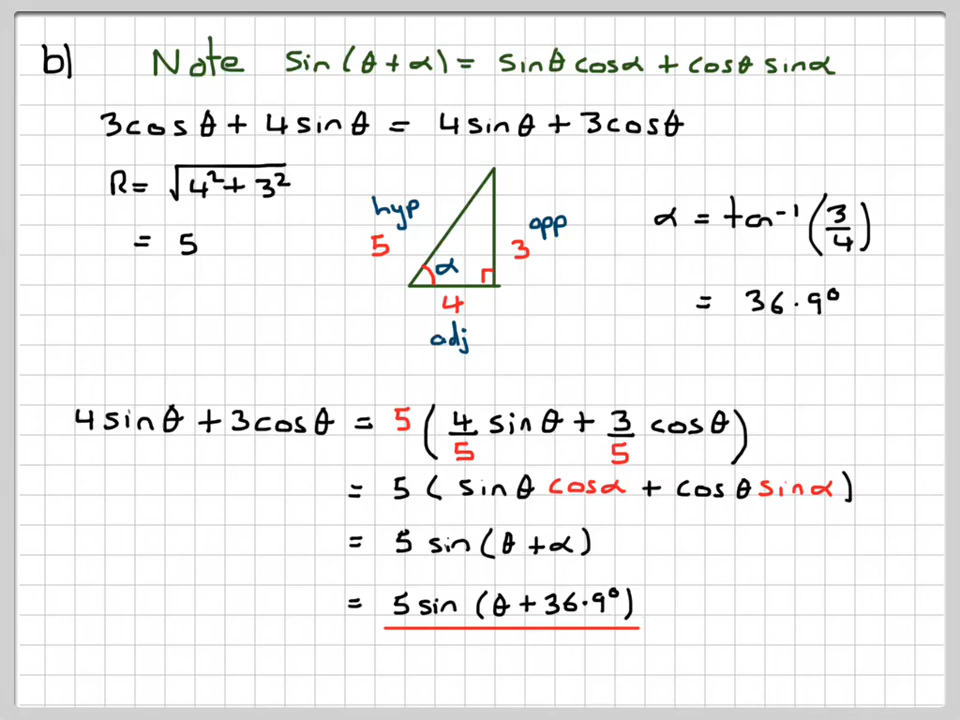 b) Note sin(θ+α) = sinθ cosα + cosθ sinα
3cosθ + 4sinθ = 4sinθ + 3cosθ
R = √(4² + 3²)
= 5
hyp
5
α
opp
3
4
adj
α = tan⁻¹(3/4)
= 36.9°
4sinθ + 3cosθ = 5(4/5 sinθ + 3/5 cosθ)
= 5(sinθ cosα + cosθ sinα)
= 5 sin(θ+α)
= 5 sin(θ+36.9°)